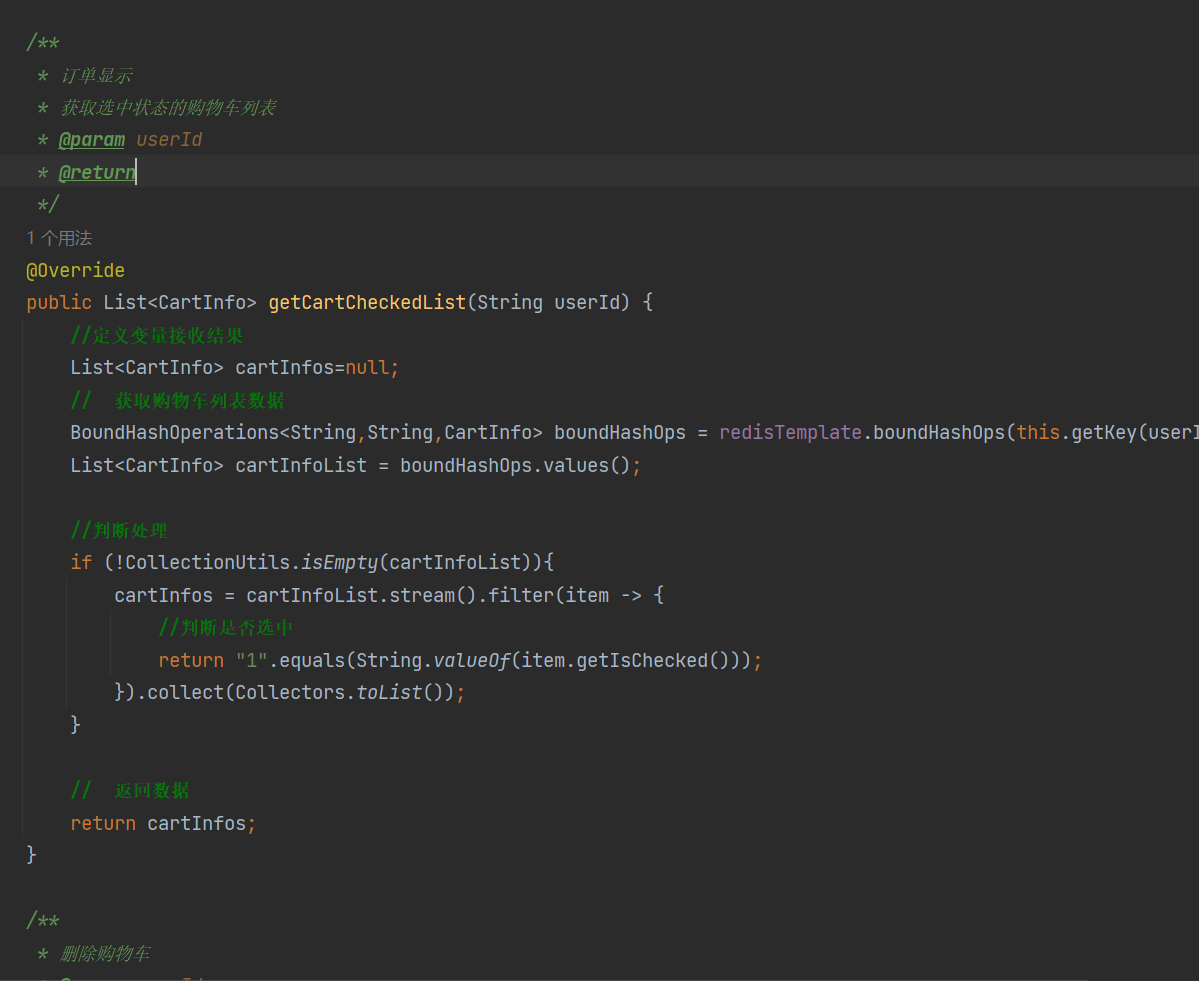 /**
 * 订单显示
 * 获取选中状态的购物车列表
 * @param userId
 * @return
 */
1 个用法
@Override
public List<CartInfo> getCartCheckedList(String userId) {
    //定义变量接收结果
    List<CartInfo> cartInfos=null;
    //  获取购物车列表数据
    BoundHashOperations<String,String,CartInfo> boundHashOps = redisTemplate.boundHashOps(this.getKey(userI
    List<CartInfo> cartInfoList = boundHashOps.values();
    //判断处理
    if (!CollectionUtils.isEmpty(cartInfoList)){
        cartInfos = cartInfoList.stream().filter(item -> {
            //判断是否选中
            return "1".equals(String.valueOf(item.getIsChecked()));
        }).collect(Collectors.toList());
    }
    //  返回数据
    return cartInfos;
}
/**
 * 删除购物车